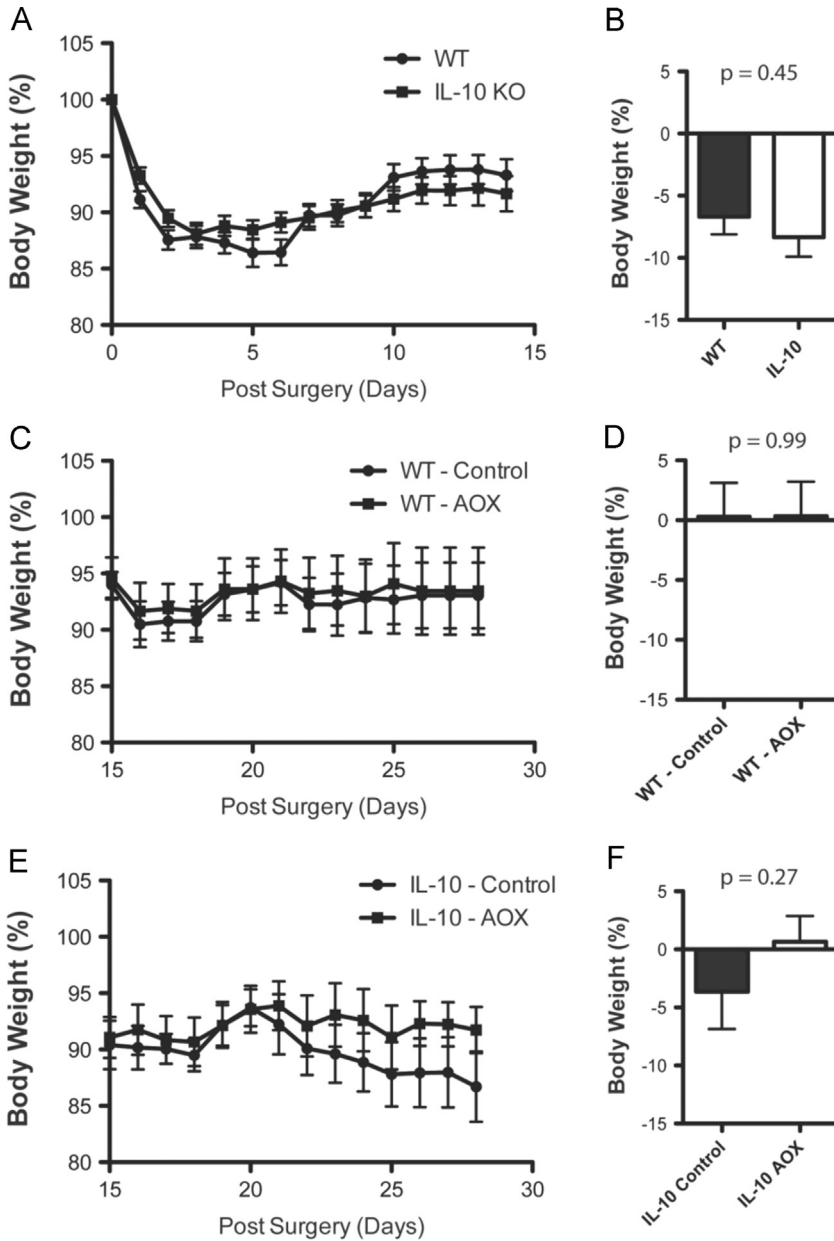 A
105
100
95
90
85
80
Body Weight (%)
WT
IL-10 KO
0
5
10
15
Post Surgery (Days)
B
p = 0.45
5
0
-5
-10
-15
Body Weight (%)
WT
IL-10
C
105
100
95
90
85
80
Body Weight (%)
WT - Control
WT - AOX
15
20
25
30
Post Surgery (Days)
D
p = 0.99
5
0
-5
-10
-15
Body Weight (%)
WT - Control
WT - AOX
E
105
100
95
90
85
80
Body Weight (%)
IL-10 - Control
IL-10 - AOX
15
20
25
30
Post Surgery (Days)
F
p = 0.27
5
0
-5
-10
-15
Body Weight (%)
IL-10 Control
IL-10 AOX